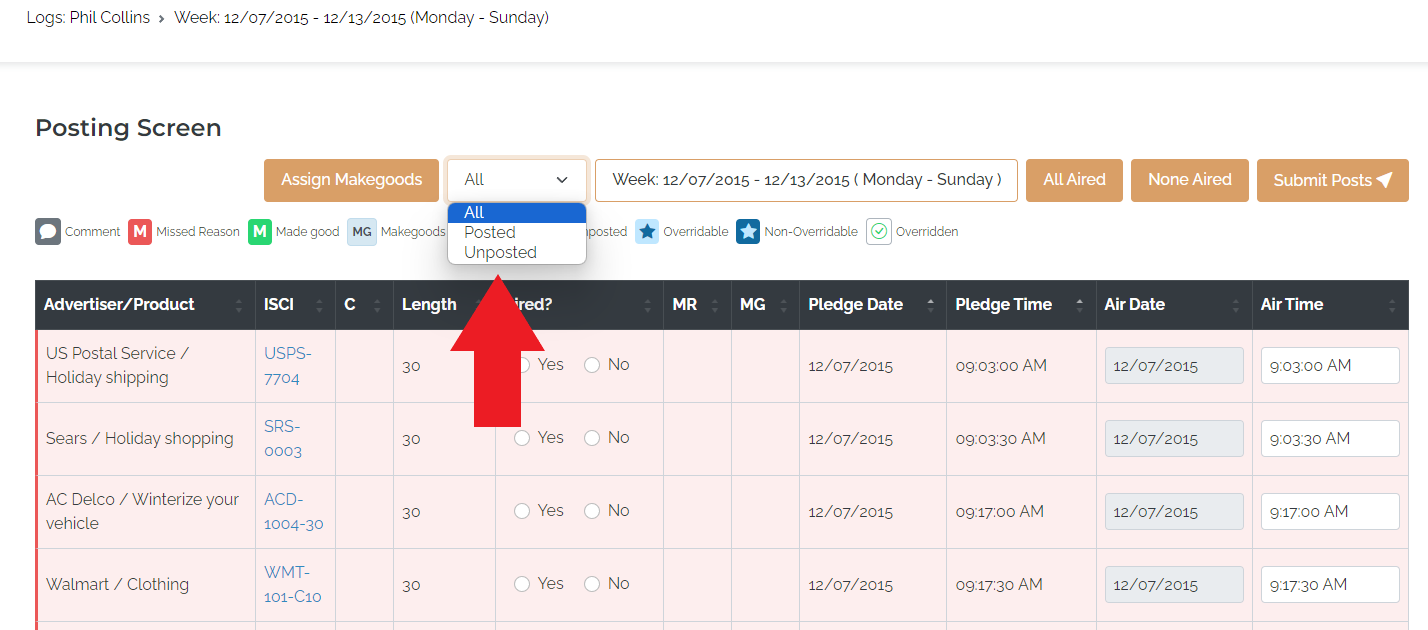 Logs: Phil Collins › Week: 12/07/2015 - 12/13/2015 (Monday - Sunday)
Posting Screen
Assign Makegoods All Week: 12/07/2015 - 12/13/2015 ( Monday - Sunday ) All Aired None Aired Submit Posts
All
Posted
Unposted
Comment M Missed Reason M Made good MG Makegoods Overridable Non-Overridable Overridden
Advertiser/Product ISCI C Length MR MG Pledge Date Pledge Time Air Date Air Time
US Postal Service /
Holiday shipping
USPS-
7704
30 Yes No 12/07/2015 09:03:00 AM 12/07/2015 9:03:00 AM
Sears / Holiday shopping
SRS-
0003
30 Yes No 12/07/2015 09:03:30 AM 12/07/2015 9:03:30 AM
AC Delco / Winterize your
vehicle
ACD-
1004-30
30 Yes No 12/07/2015 09:17:00 AM 12/07/2015 9:17:00 AM
Walmart / Clothing
WMT-
101-C10
30 Yes No 12/07/2015 09:17:30 AM 12/07/2015 9:17:30 AM